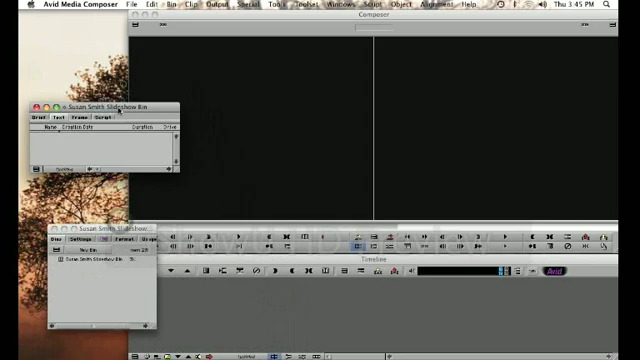 Avid Media Composer File Edit Bin Clip Output Special Tools Toolset Windows Script Object Help Thu 3:45 PM
Composer
Susan Smith Slideshow Bin
Brief Text Frame Script
Name Creation Date Duration Drive
Susan Smith Slideshow...
Bins Settings Format Usage
New Bin
Susan Smith Slideshow Bin
Timeline
Avid